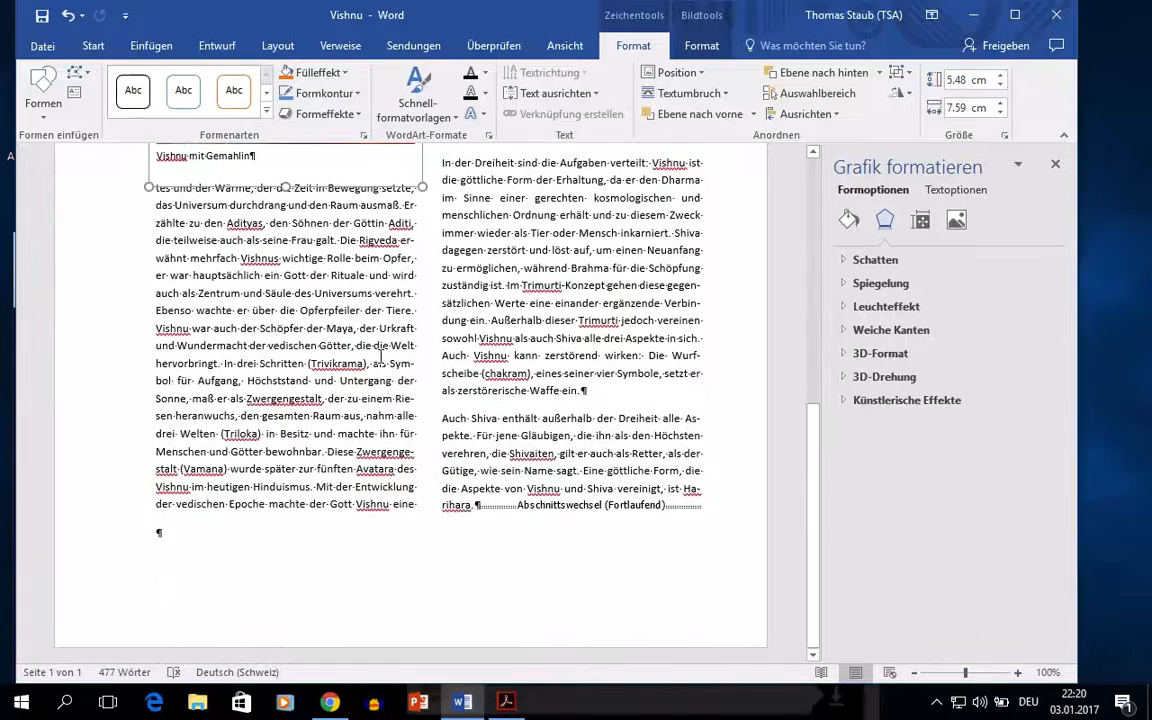 Vishnu - Word
Zeichentools
Bildtools
Thomas Staub (TSA)
Datei
Start
Einfügen
Entwurf
Layout
Verweise
Sendungen
Überprüfen
Ansicht
Format
Format
Was möchten Sie tun?
Freigeben
Formen
Abc
Abc
Abc
Fülleffekt
Formkontur
Formeffekte
Schnell-
formatvorlagen
Textrichtung
Text ausrichten
Verknüpfung erstellen
Position
Textumbruch
Ebene nach vorne
Ebene nach hinten
Auswahlbereich
Ausrichten
5.48 cm
7.59 cm
Formen einfügen
Formenarten
WordArt-Formate
Text
Anordnen
Größe
Vishnu·mit·Gemahlin¶
tes·und·der·Wärme,·der·die·Zeit·in·Bewegung·setzte,·
das·Universum·durchdrang·und·den·Raum·ausmaß.·Er-
zählte·zu·den·Adityas,·den·Söhnen·der·Göttin·Aditi,·
die·teilweise·auch·als·seine·Frau·galt.·Die·Rigveda·er-
wähnt·mehrfach·Vishnus·wichtige·Rolle·beim·Opfer,·
er·war·hauptsächlich·ein·Gott·der·Rituale·und·wird·
auch·als·Zentrum·und·Säule·des·Universums·verehrt.·
Ebenso·wachte·er·über·die·Opferpfeiler·der·Tiere.·
Vishnu·war·auch·der·Schöpfer·der·Maya,·der·Urkraft·
und·Wundermacht·der·vedischen·Götter,·die·die·Welt·
hervorbringt.·In·drei·Schritten·(Trivikrama),·als·Sym-
bol·für·Aufgang,·Höchststand·und·Untergang·der·
Sonne,·maß·er·als·Zwergengestalt,·der·zu·einem·Rie-
sen·heranwuchs,·den·gesamten·Raum·aus,·nahm·alle·
drei·Welten·(Triloka)·in·Besitz·und·machte·ihn·für·
Menschen·und·Götter·bewohnbar.·Diese·Zwergenge-
stalt·(Vamana)·wurde·später·zur·fünften·Avatara·des·
Vishnu·im·heutigen·Hinduismus.·Mit·der·Entwicklung·
der·vedischen·Epoche·machte·der·Gott·Vishnu·eine·
¶
In·der·Dreiheit·sind·die·Aufgaben·verteilt:·Vishnu·ist·
die·göttliche·Form·der·Erhaltung,·da·er·den·Dharma·
im·Sinne·einer·gerechten·kosmologischen·und·
menschlichen·Ordnung·erhält·und·zu·diesem·Zweck·
immer·wieder·als·Tier·oder·Mensch·inkarniert.·Shiva·
dagegen·zerstört·und·löst·auf,·um·einen·Neuanfang·
zu·ermöglichen,·während·Brahma·für·die·Schöpfung·
zuständig·ist.·Im·Trimurti-Konzept·gehen·diese·gegen-
sätzlichen·Werte·eine·einander·ergänzende·Verbin-
dung·ein.·Außerhalb·dieser·Trimurti·jedoch·vereinen·
sowohl·Vishnu·als·auch·Shiva·alle·drei·Aspekte·in·sich.·
Auch·Vishnu·kann·zerstörend·wirken:·Die·Wurf-
scheibe·(chakram),·eines·seiner·vier·Symbole,·setzt·er·
als·zerstörerische·Waffe·ein.¶
Auch·Shiva·enthält·außerhalb·der·Dreiheit·alle·As-
pekte.·Für·jene·Gläubigen,·die·ihn·als·den·Höchsten·
verehren,·die·Shivaiten,·gilt·er·auch·als·Retter,·als·der·
Gütige,·wie·sein·Name·sagt.·Eine·göttliche·Form,·die·
die·Aspekte·von·Vishnu·und·Shiva·vereinigt,·ist·Ha-
rihara.¶ Abschnittswechsel (Fortlaufend)
Grafik formatieren
Formoptionen
Textoptionen
Schatten
Spiegelung
Leuchteffekt
Weiche Kanten
3D-Format
3D-Drehung
Künstlerische Effekte
Seite 1 von 1
477 Wörter
Deutsch (Schweiz)
100%
DEU
22:20
03.01.2017
1
A